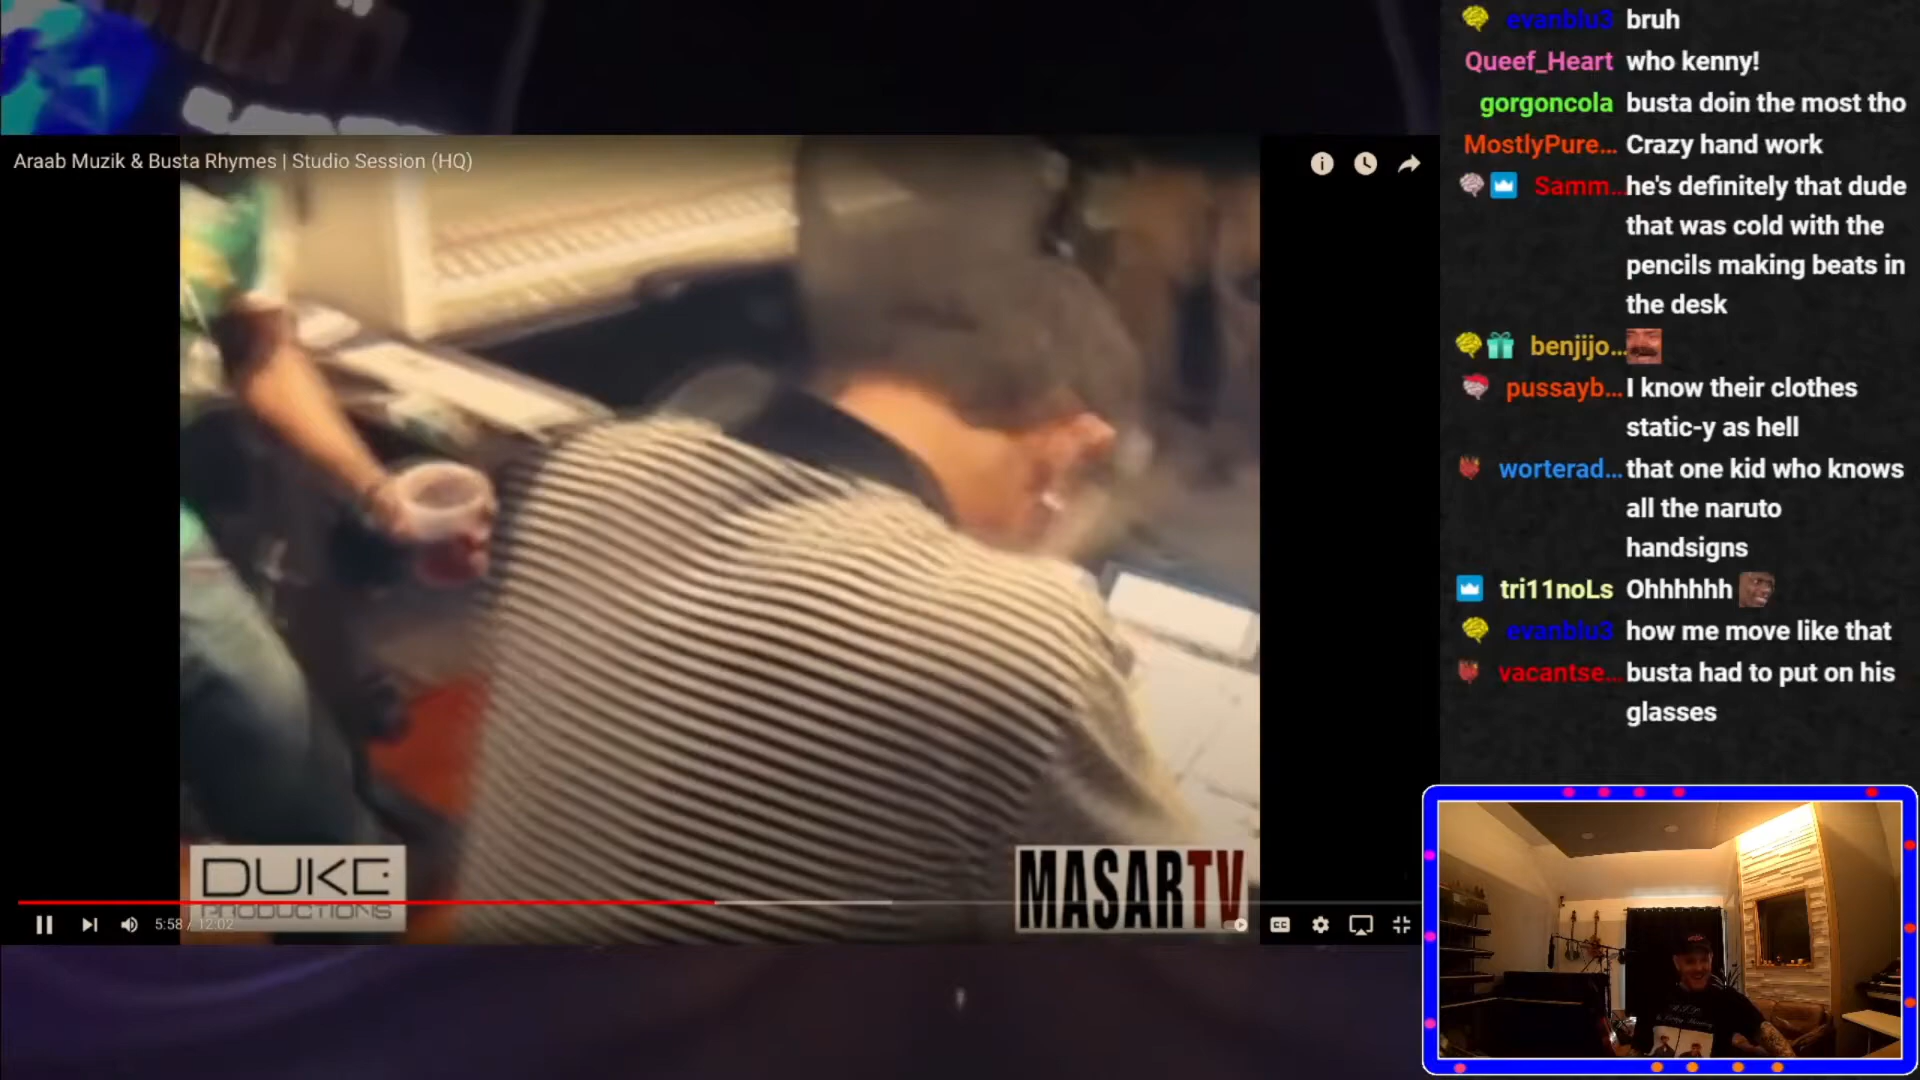 evanblu3 bruh
Queef_Heart who kenny!
gorgoncola busta doin the most tho
MostlyPure... Crazy hand work
Samm... he's definitely that dude
that was cold with the
pencils making beats in
the desk
benjijo...
pussayb... I know their clothes
static-y as hell
worterad... that one kid who knows
all the naruto
handsigns
tri11noLs Ohhhhhh
evanblu3 how me move like that
vacantse... busta had to put on his
glasses
Araab Muzik & Busta Rhymes | Studio Session (HQ)
DUKE
PRODUCTIONS
MASARTV
5:58 / 12:02
CC